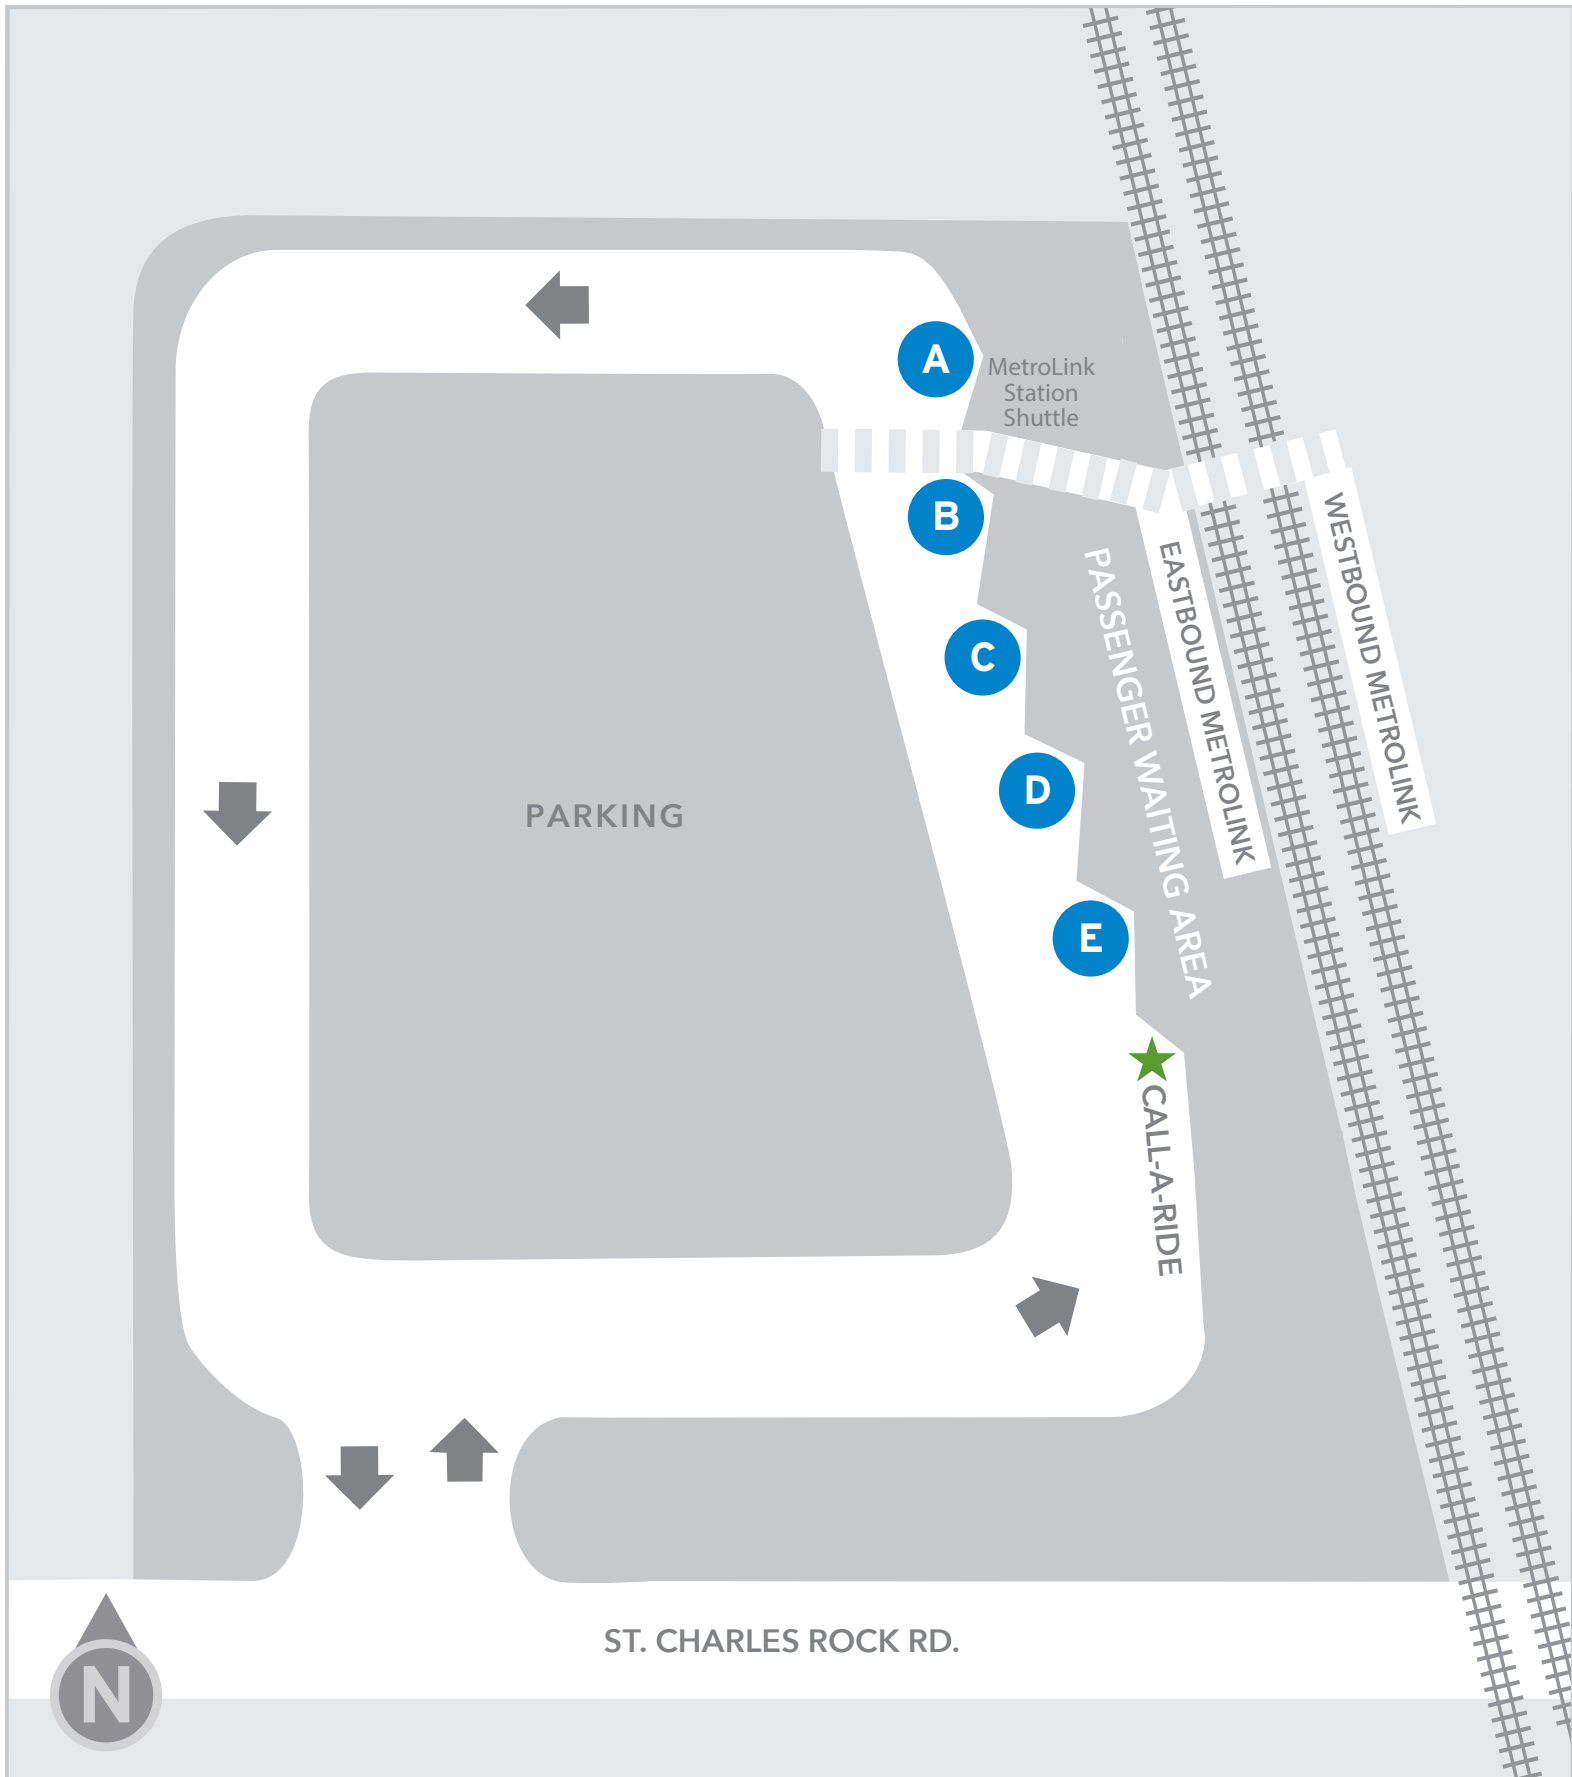 A
MetroLink
Station
Shuttle
B
WESTBOUND METROLINK
EASTBOUND METROLINK
PASSENGER WAITING AREA
C
D
PARKING
E
CALL-A-RIDE
ST. CHARLES ROCK RD.
N